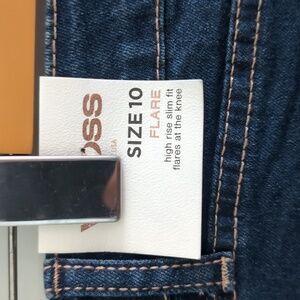 SIZE 10
FLARE
high rise slim fit
flares at the knee